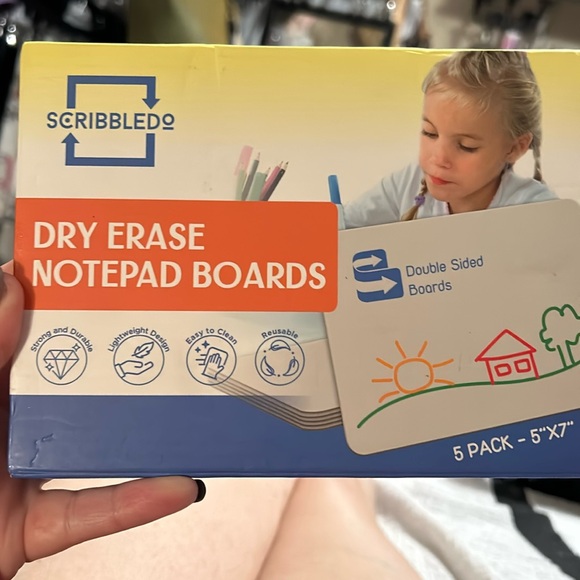 SCRIBBLEDO
DRY ERASE
NOTEPAD BOARDS
Strong and Durable
Lightweight Design
Easy to Clean
Reusable
Double Sided
Boards
5 PACK - 5"X7"